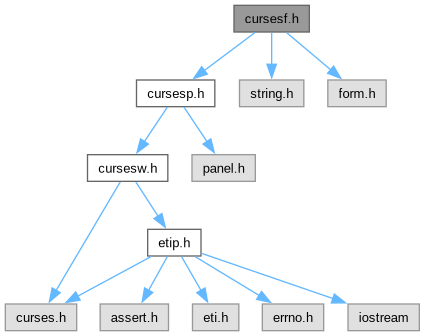 cursesf.h
cursesp.h
string.h
form.h
cursesw.h
panel.h
etip.h
curses.h
assert.h
eti.h
errno.h
iostream